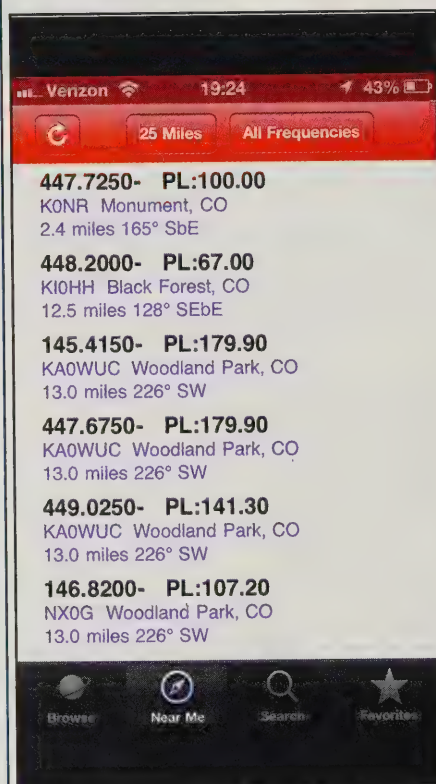 Verizon 19:24 43%
25 Miles All Frequencies
447.7250- PL:100.00
K0NR Monument, CO
2.4 miles 165° SbE
448.2000- PL:67.00
KI0HH Black Forest, CO
12.5 miles 128° SEbE
145.4150- PL:179.90
KA0WUC Woodland Park, CO
13.0 miles 226° SW
447.6750- PL:179.90
KA0WUC Woodland Park, CO
13.0 miles 226° SW
449.0250- PL:141.30
KA0WUC Woodland Park, CO
13.0 miles 226° SW
146.8200- PL:107.20
NX0G Woodland Park, CO
13.0 miles 226° SW
Browse Near Me Search Favorites